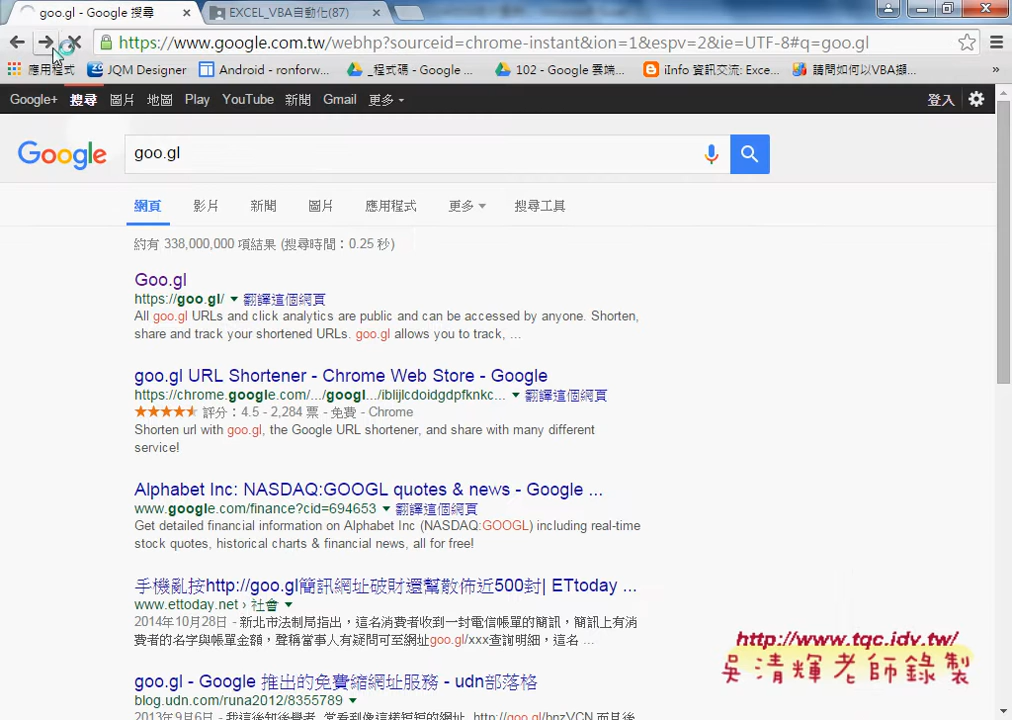 goo.gl - Google 搜尋
EXCEL_VBA自動化(87)
https://www.google.com.tw/webhp?sourceid=chrome-instant&ion=1&espv=2&ie=UTF-8#q=goo.gl
應用程式 JQM Designer Android - ronforw... _程式碼 - Google ... 102 - Google 雲端... iInfo 資訊交流: Exce... 請問如何以VBA擷... »
Google+ 搜尋 圖片 地圖 Play YouTube 新聞 Gmail 更多 登入
Google goo.gl
網頁 影片 新聞 圖片 應用程式 更多 搜尋工具
約有 338,000,000 項結果 (搜尋時間：0.25 秒)
Goo.gl
https://goo.gl/ 翻譯這個網頁
All goo.gl URLs and click analytics are public and can be accessed by anyone. Shorten,
share and track your shortened URLs. goo.gl allows you to track, ...
goo.gl URL Shortener - Chrome Web Store - Google
https://chrome.google.com/.../googl.../iblijlcdoidgdpfknkc... 翻譯這個網頁
評分：4.5 - 2,284 票 - 免費 - Chrome
Shorten url with goo.gl, the Google URL shortener, and share with many different
service!
Alphabet Inc: NASDAQ:GOOGL quotes & news - Google ...
www.google.com/finance?cid=694653 翻譯這個網頁
Get detailed financial information on Alphabet Inc (NASDAQ:GOOGL) including real-time
stock quotes, historical charts & financial news, all for free!
手機亂按http://goo.gl簡訊網址破財還幫散佈近500封| ETtoday ...
www.ettoday.net › 社會
2014年10月28日 - 新北市法制局指出，這名消費者收到一封電信帳單的簡訊，簡訊上有消
費者的名字與帳單金額，聲稱當事人有疑問可至網址goo.gl/xxx查詢明細，這名 ...
goo.gl - Google 推出的免費縮網址服務 - udn部落格
blog.udn.com/runa2012/8355789
2013年9月6日 - 我這後知後學者, 常看到像這樣短短的網址, http://goo.gl/bnzVCN 而且後
http://www.tqc.idv.tw/
吳清輝老師錄製